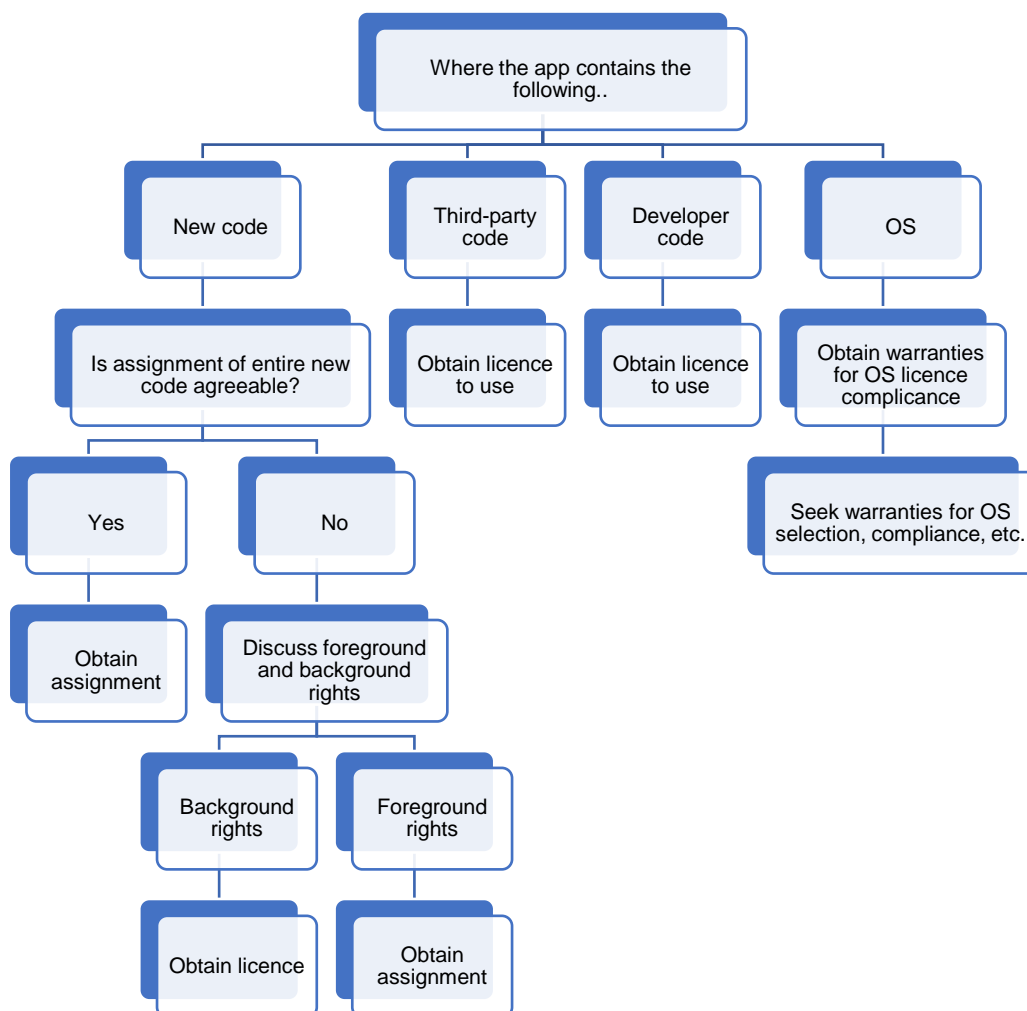 Where the app contains the
following..
New code
Third-party
code
Developer
code
OS
Is assignment of entire new
code agreeable?
Obtain licence
to use
Obtain licence
to use
Obtain warranties
for OS licence
complicance
Yes
No
Seek warranties for OS
selection, compliance, etc.
Obtain
assignment
Discuss foreground
and background
rights
Background
rights
Foreground
rights
Obtain licence
Obtain
assignment